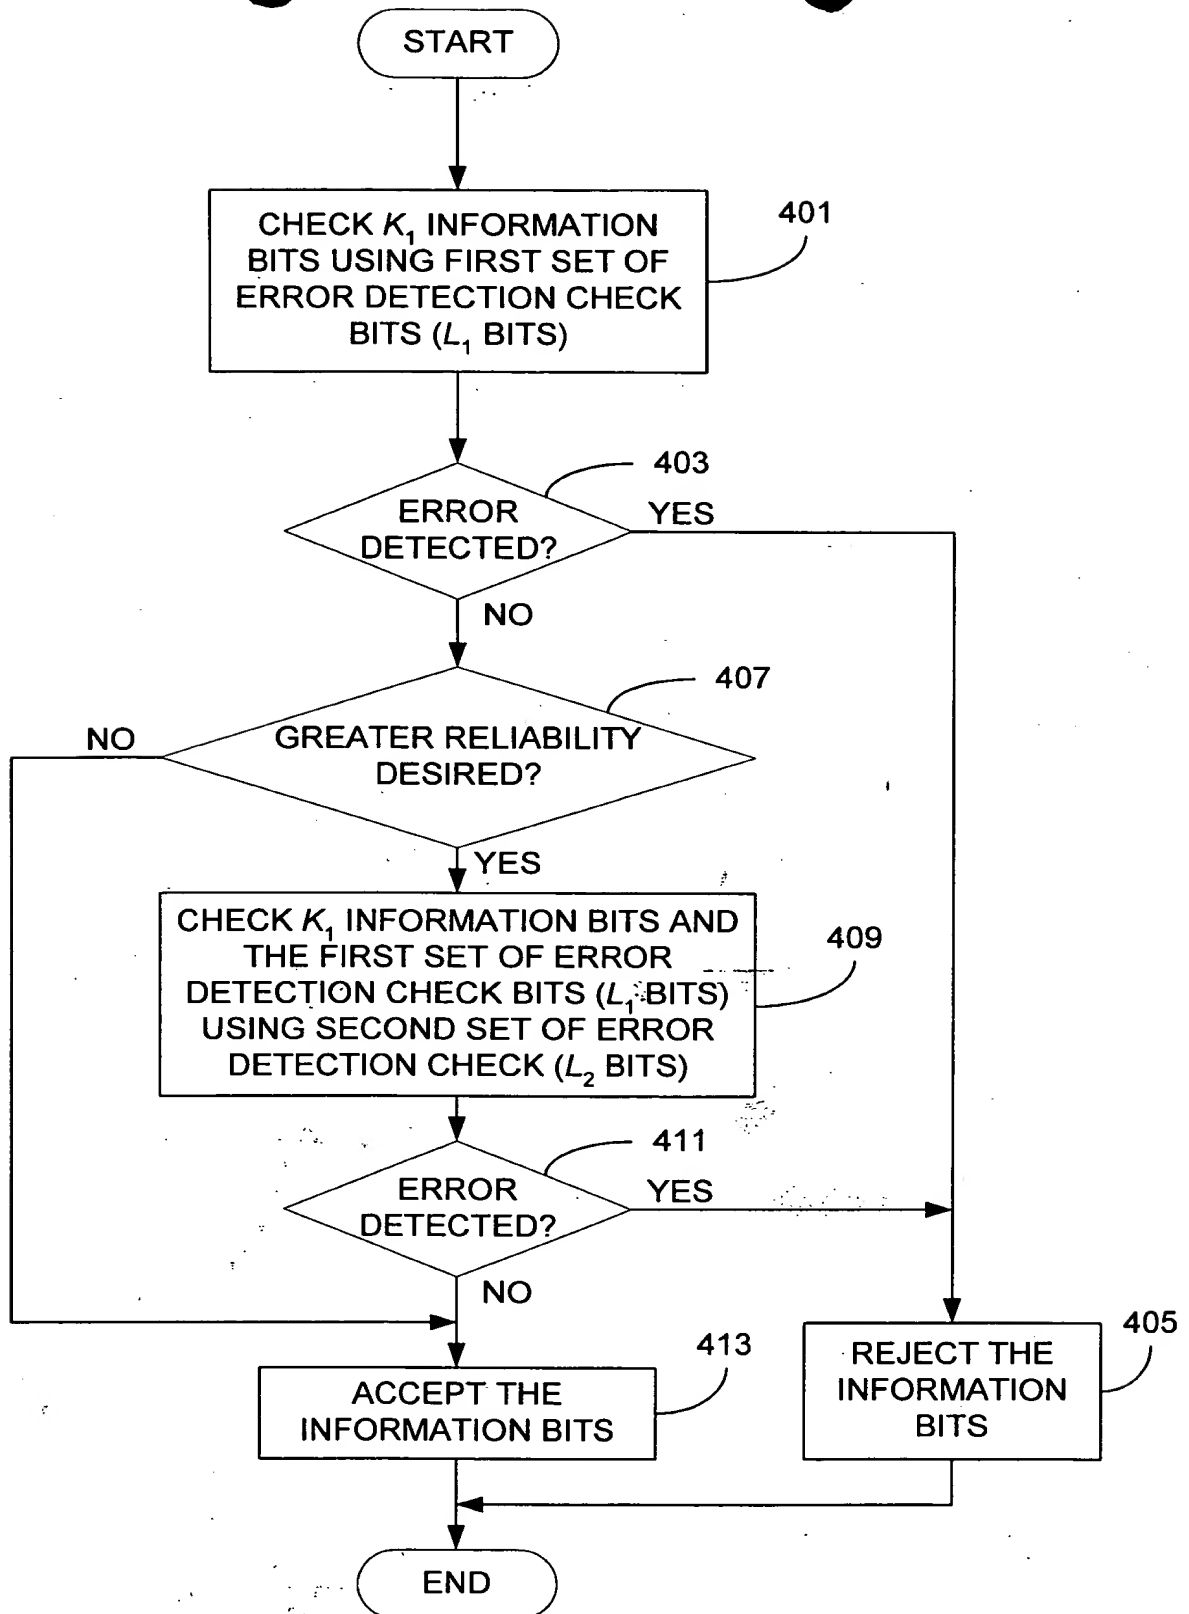 START
CHECK K1 INFORMATION
BITS USING FIRST SET OF
ERROR DETECTION CHECK
BITS (L1 BITS)
401
403
ERROR
DETECTED?
YES
NO
407
GREATER RELIABILITY
DESIRED?
NO
YES
CHECK K1 INFORMATION BITS AND
THE FIRST SET OF ERROR
DETECTION CHECK BITS (L1 BITS)
USING SECOND SET OF ERROR
DETECTION CHECK (L2 BITS)
409
411
ERROR
DETECTED?
YES
NO
413
ACCEPT THE
INFORMATION BITS
405
REJECT THE
INFORMATION
BITS
END